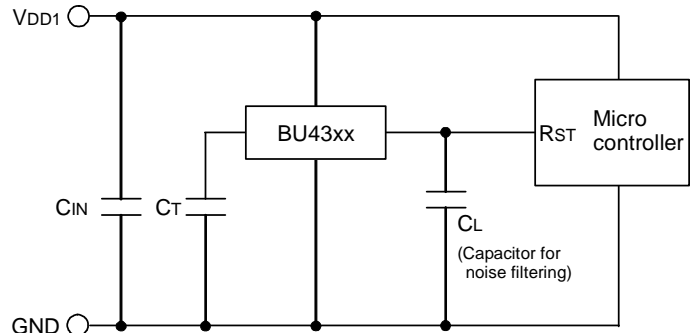 VDD1
BU43xx
RST
Micro
controller
CIN
CT
CL
(Capacitor for
noise filtering)
GND